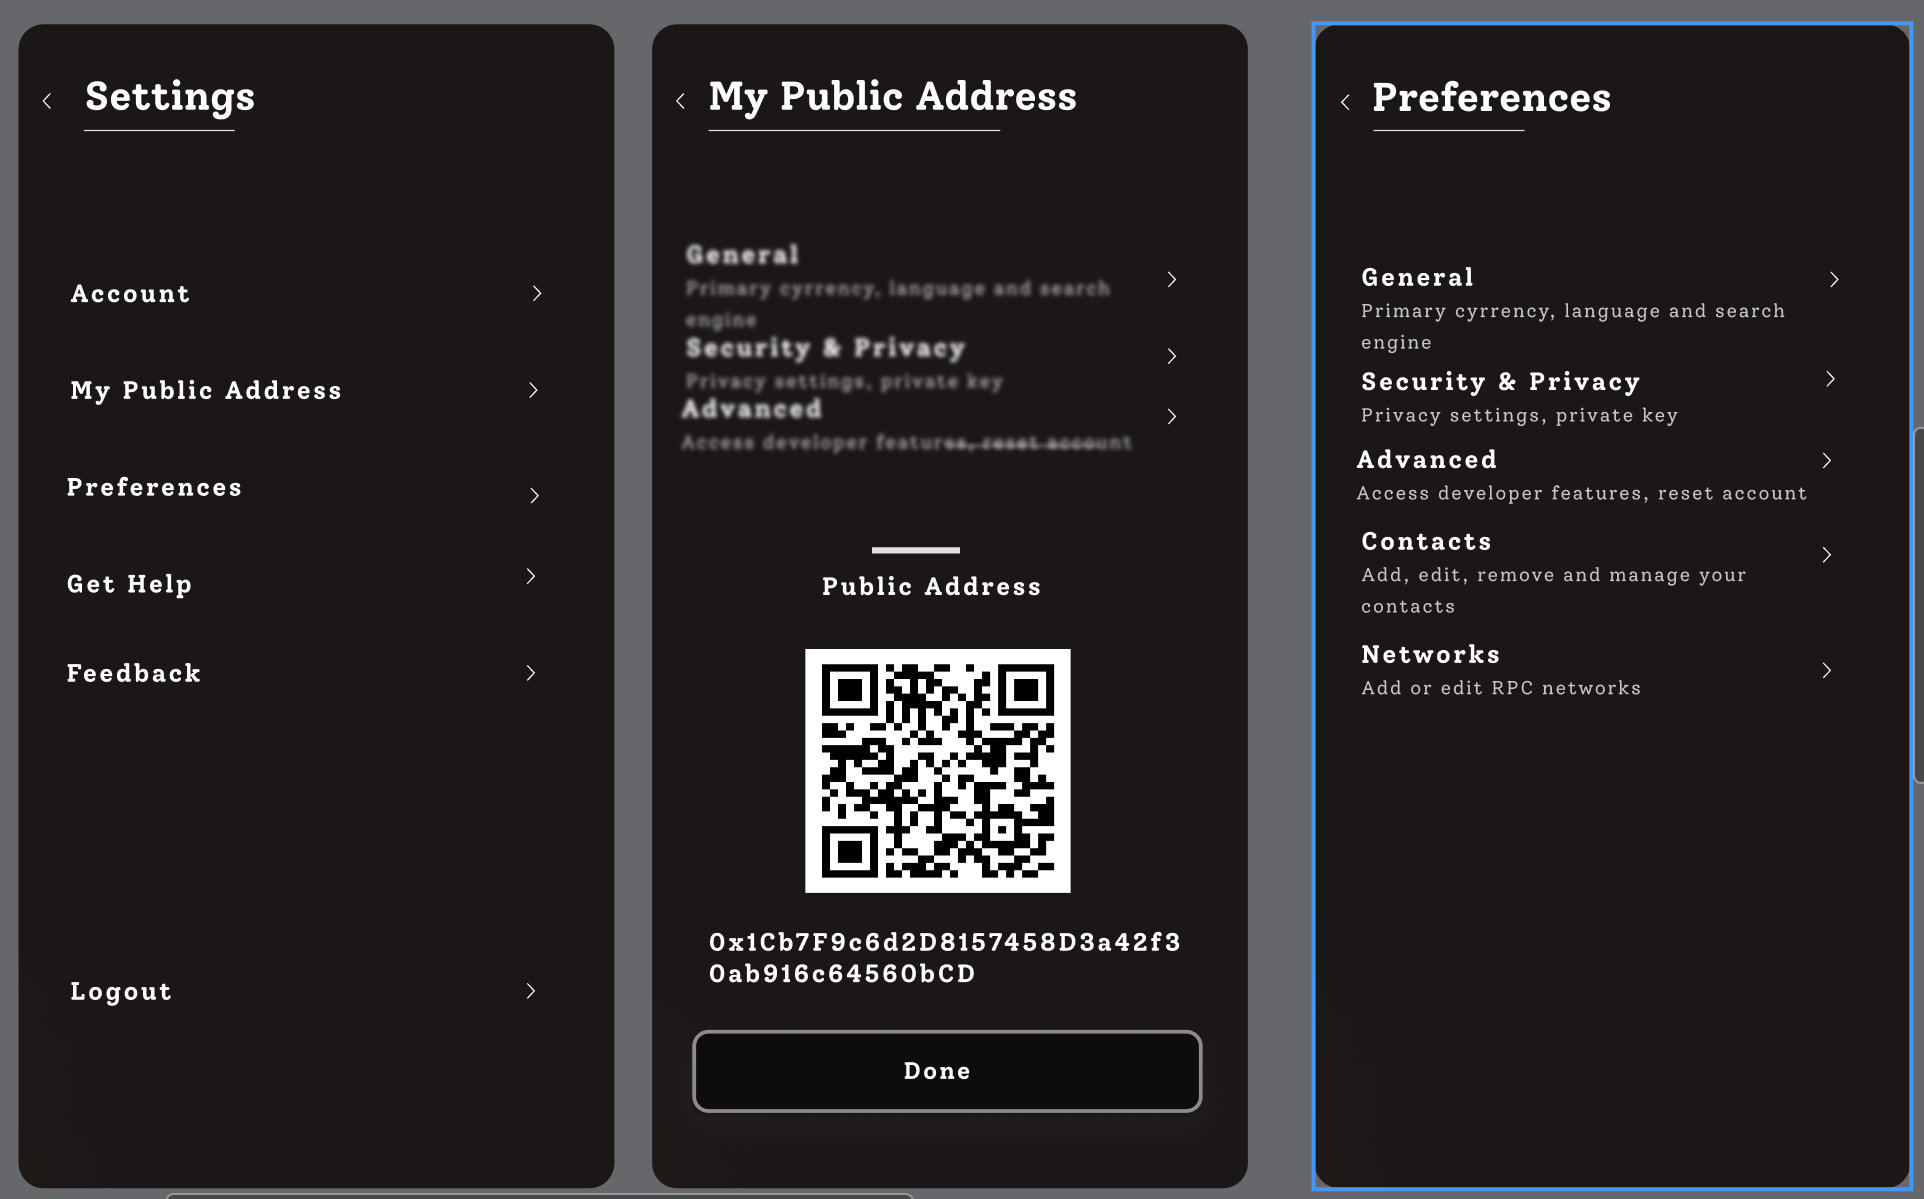 Settings
Account
My Public Address
Preferences
Get Help
Feedback
Logout
My Public Address
General
Primary cyrrency, language and search
engine
Security & Privacy
Privacy settings, private key
Advanced
Access developer features, reset account
Public Address
0x1Cb7F9c6d2D8157458D3a42f3
0ab916c64560bCD
Done
Preferences
General
Primary cyrrency, language and search
engine
Security & Privacy
Privacy settings, private key
Advanced
Access developer features, reset account
Contacts
Add, edit, remove and manage your
contacts
Networks
Add or edit RPC networks